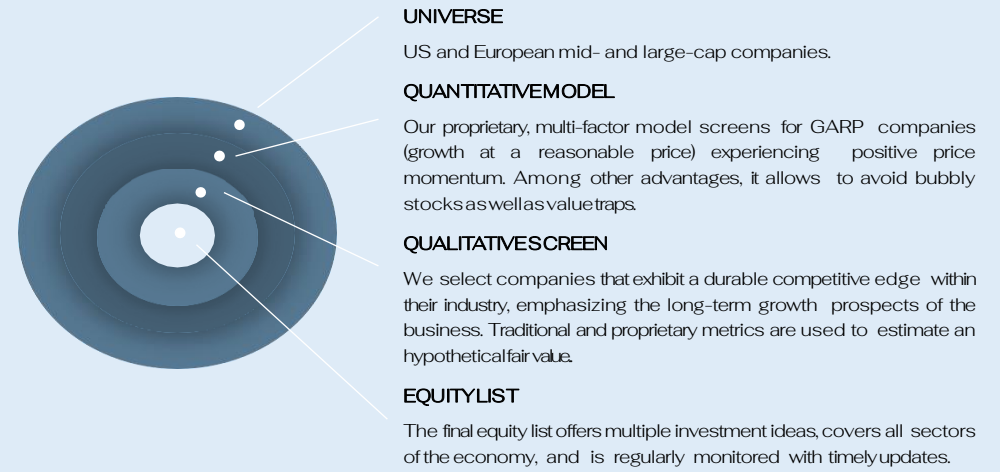 UNIVERSE
US and European mid- and large-cap companies.
QUANTITATIVE MODEL
Our proprietary, multi-factor model screens for GARP companies
(growth at a reasonable price) experiencing positive price
momentum. Among other advantages, it allows to avoid bubbly
stocks as well as value traps.
QUALITATIVE SCREEN
We select companies that exhibit a durable competitive edge within
their industry, emphasizing the long-term growth prospects of the
business. Traditional and proprietary metrics are used to estimate an
hypothetical fair value.
EQUITY LIST
The final equity list offers multiple investment ideas, covers all sectors
of the economy, and is regularly monitored with timely updates.